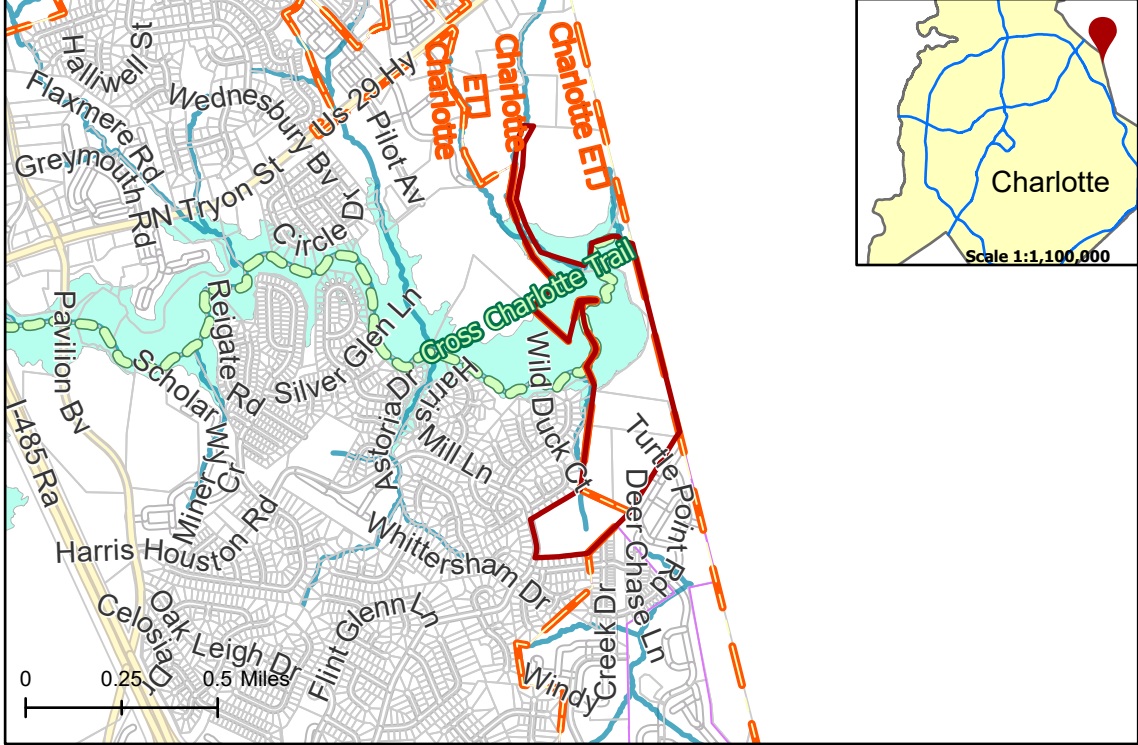 Halliwell St
Flaxmere Rd
Wednesbury Bv
Us 29 Hy
Greymouth Rd
N Tryon St
Pilot Av
Circle Dr
Charlotte
ETJ
Charlotte
Charlotte ETJ
Cross Charlotte Trail
Pavilion Bv
Reigate Rd
Silver Glen Ln
Scholar Wy
Harris
Mill Ln
Astoria Dr
Wild Duck Ct
I-485 Ra
Miner Cr
Turtle Point Rd
Deer Chase Ln
Harris Houston Rd
Whittersham Dr
Celosia Dr
Oak Leigh Dr
Flint Glenn Ln
Windy
Creek Dr
0 0.25 0.5 Miles
Charlotte
Scale 1:1,100,000